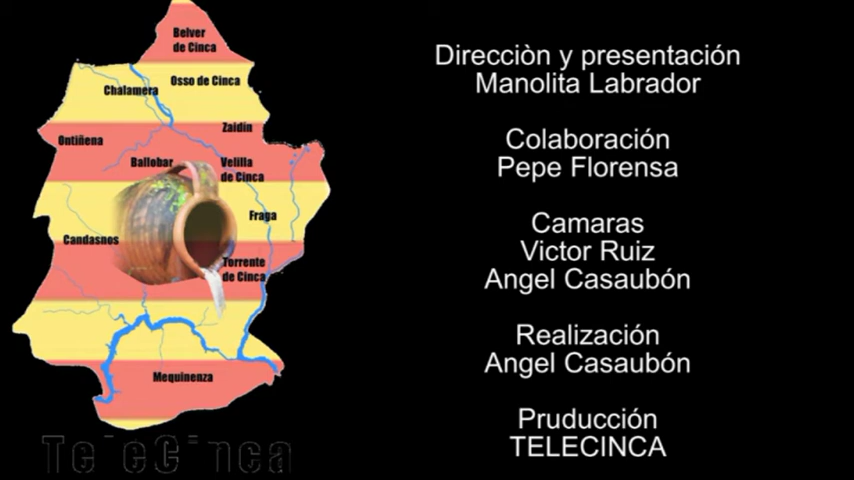 Belver
de Cinca
Osso de Cinca
Chalamera
Zaidín
Ontiñena
Ballobar
Velilla
de Cinca
Fraga
Candasnos
Torrente
de Cinca
Mequinenza
TeleCinca
Direcciòn y presentación
Manolita Labrador
Colaboración
Pepe Florensa
Camaras
Victor Ruiz
Angel Casaubón
Realización
Angel Casaubón
Pruducción
TELECINCA